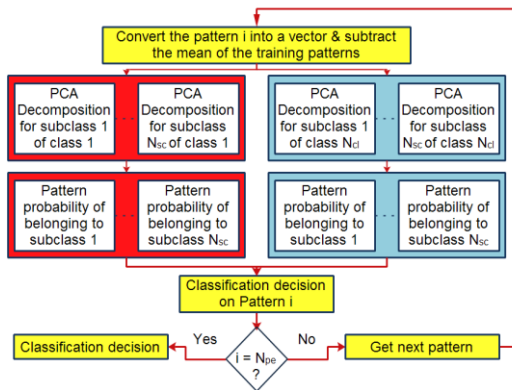 Convert the pattern i into a vector & subtract
the mean of the training patterns
PCA
Decomposition
for subclass 1
of class 1
PCA
Decomposition
for subclass
Nsc of class 1
PCA
Decomposition
for subclass 1
of class Ncl
PCA
Decomposition
for subclass
Nsc of class Ncl
Pattern
probability of
belonging to
subclass 1
Pattern
probability of
belonging to
subclass Nsc
Pattern
probability of
belonging to
subclass 1
Pattern
probability of
belonging to
subclass Nsc
Classification decision
on Pattern i
Yes
No
Classification decision
i = Npe
?
Get next pattern